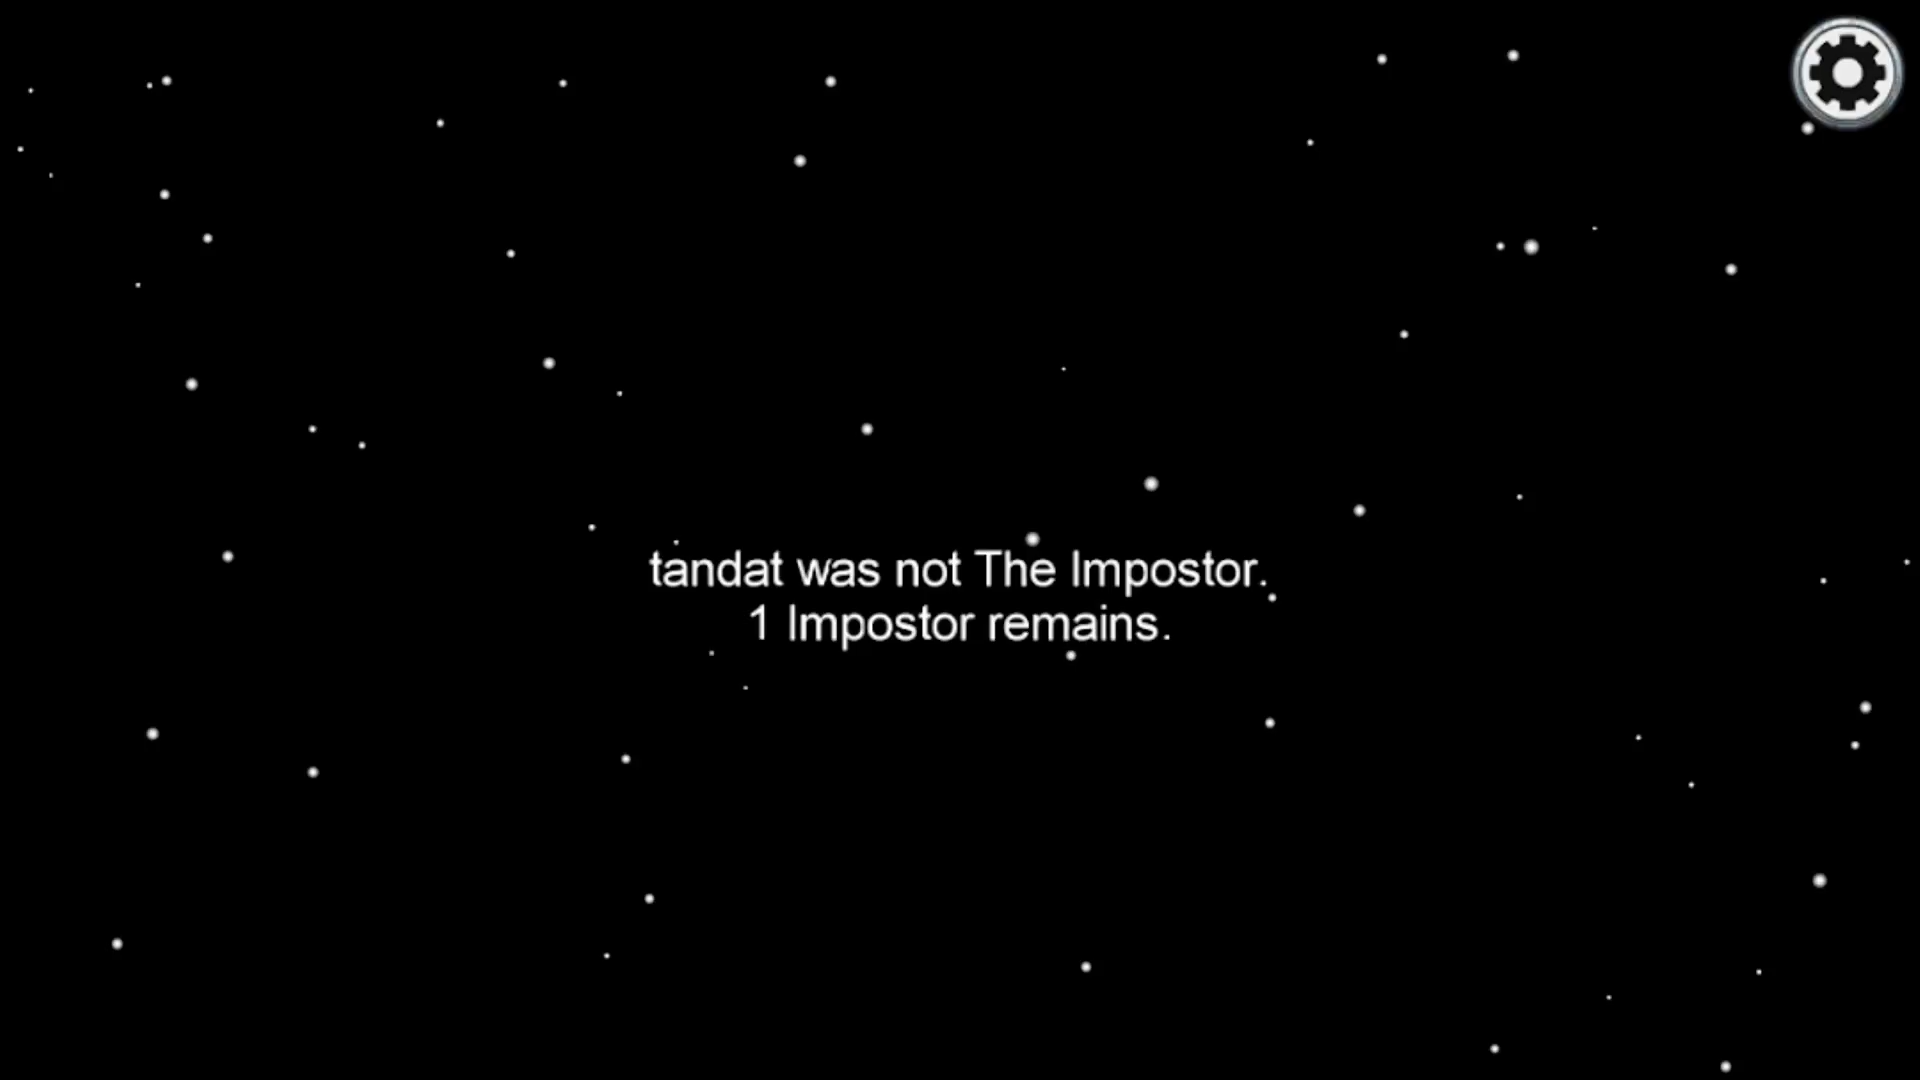 tandat was not The Impostor.
1 Impostor remains.